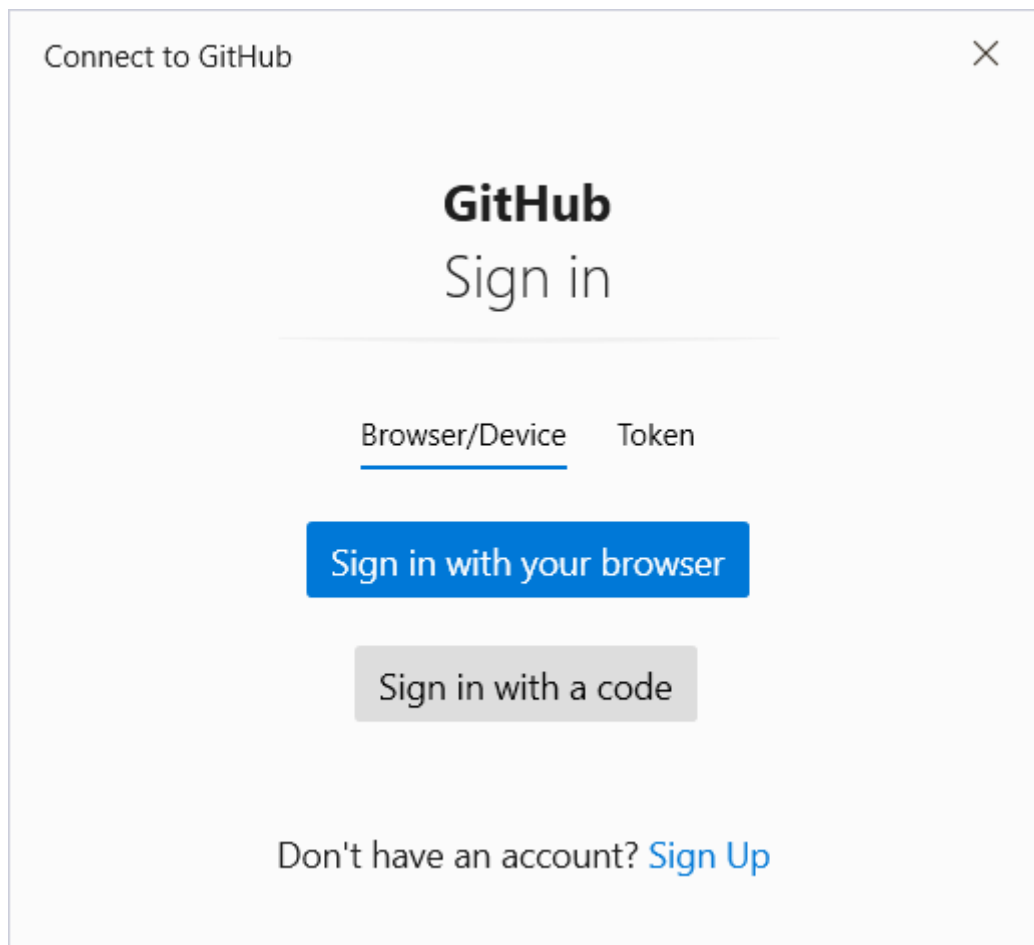 Connect to GitHub
GitHub
Sign in
Browser/Device Token
Sign in with your browser
Sign in with a code
Don't have an account? Sign Up